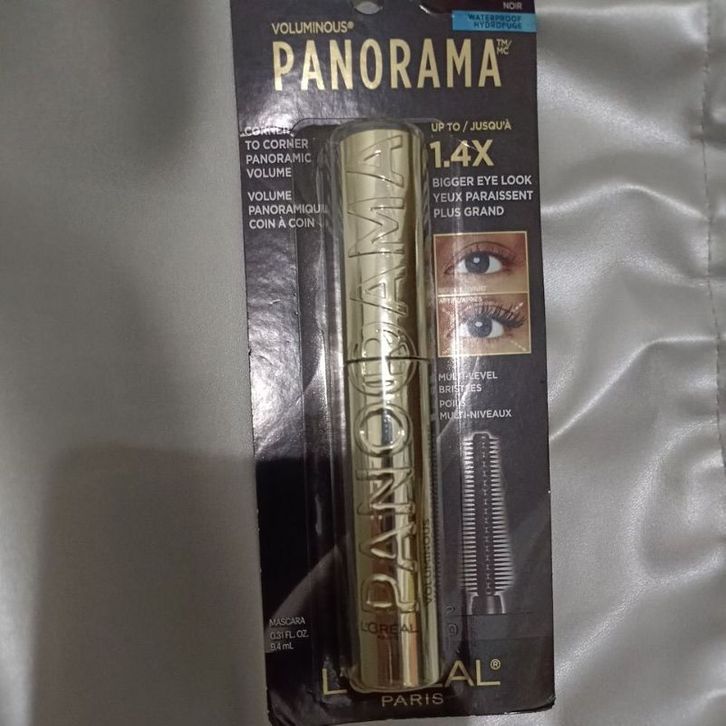 NOIR
WATERPROOF
HYDROFUGE
VOLUMINOUS®
PANORAMA TM/MC
CORNER
TO CORNER
PANORAMIC
VOLUME
VOLUME
PANORAMIQUE
COIN À COIN
UP TO / JUSQU'À
1.4X
BIGGER EYE LOOK
YEUX PARAISSENT
PLUS GRAND
MULTI-LEVEL
BRISTLES
POILS
MULTI-NIVEAUX
PANORAMA
VOLUMINOUS
L'ORÉAL
MASCARA
0.31 FL. OZ.
9.4 mL
L'ORÉAL®
PARIS